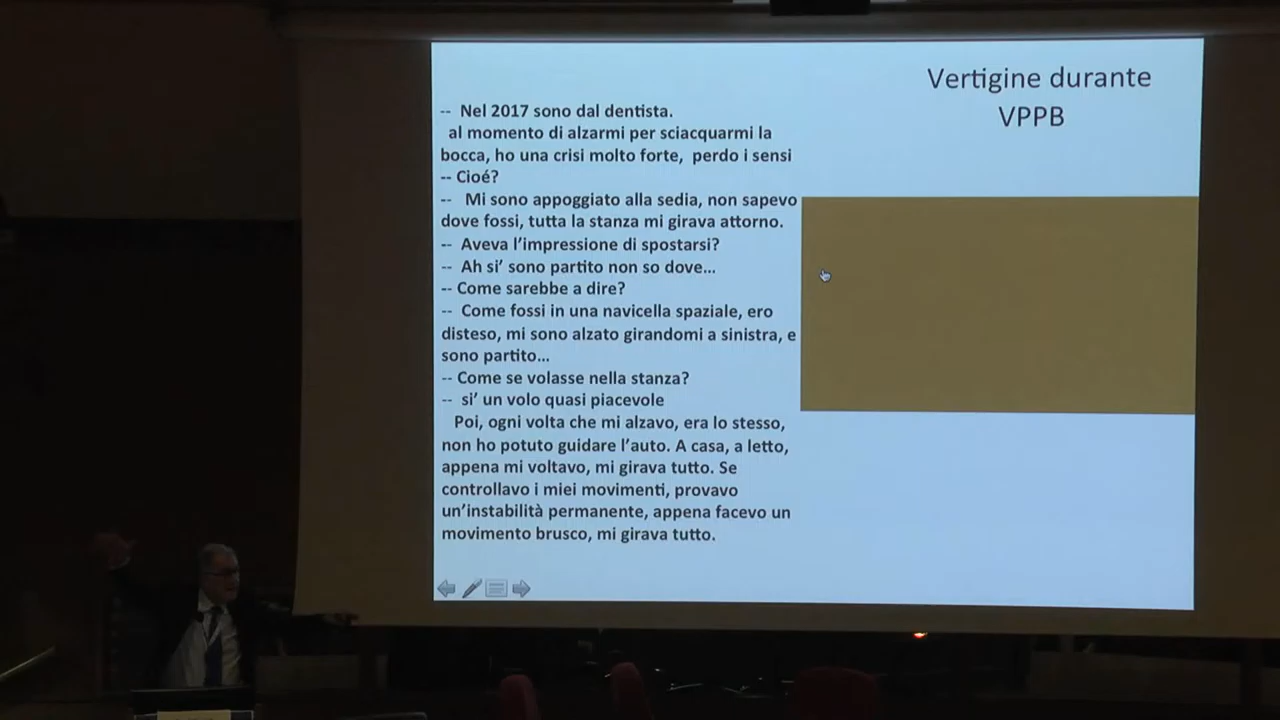 Vertigine durante
VPPB
-- Nel 2017 sono dal dentista.
al momento di alzarmi per sciacquarmi la
bocca, ho una crisi molto forte, perdo i sensi
-- Cioé?
-- Mi sono appoggiato alla sedia, non sapevo
dove fossi, tutta la stanza mi girava attorno.
-- Aveva l'impressione di spostarsi?
-- Ah si' sono partito non so dove...
-- Come sarebbe a dire?
-- Come fossi in una navicella spaziale, ero
disteso, mi sono alzato girandomi a sinistra, e
sono partito...
-- Come se volasse nella stanza?
-- si' un volo quasi piacevole
Poi, ogni volta che mi alzavo, era lo stesso,
non ho potuto guidare l'auto. A casa, a letto,
appena mi voltavo, mi girava tutto. Se
controllavo i miei movimenti, provavo
un'instabilità permanente, appena facevo un
movimento brusco, mi girava tutto.